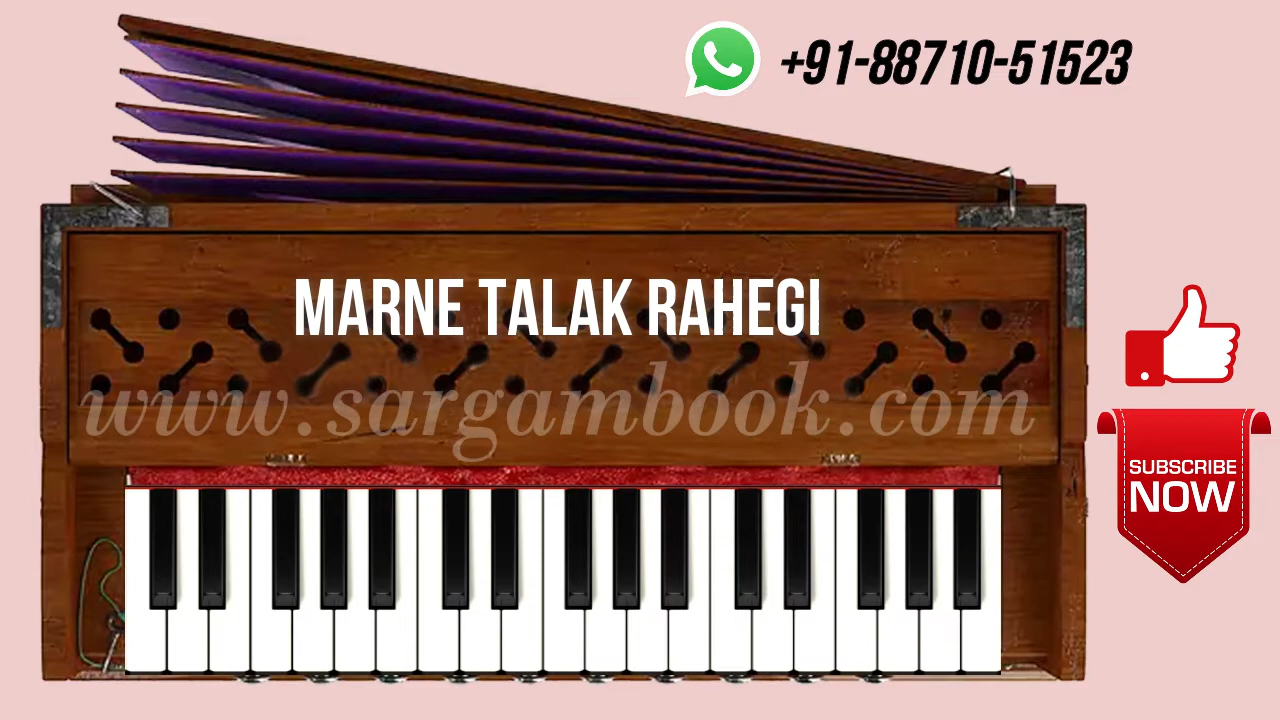 +91-88710-51523
MARNE TALAK RAHEGI
www.sargambook.com
SUBSCRIBE
NOW